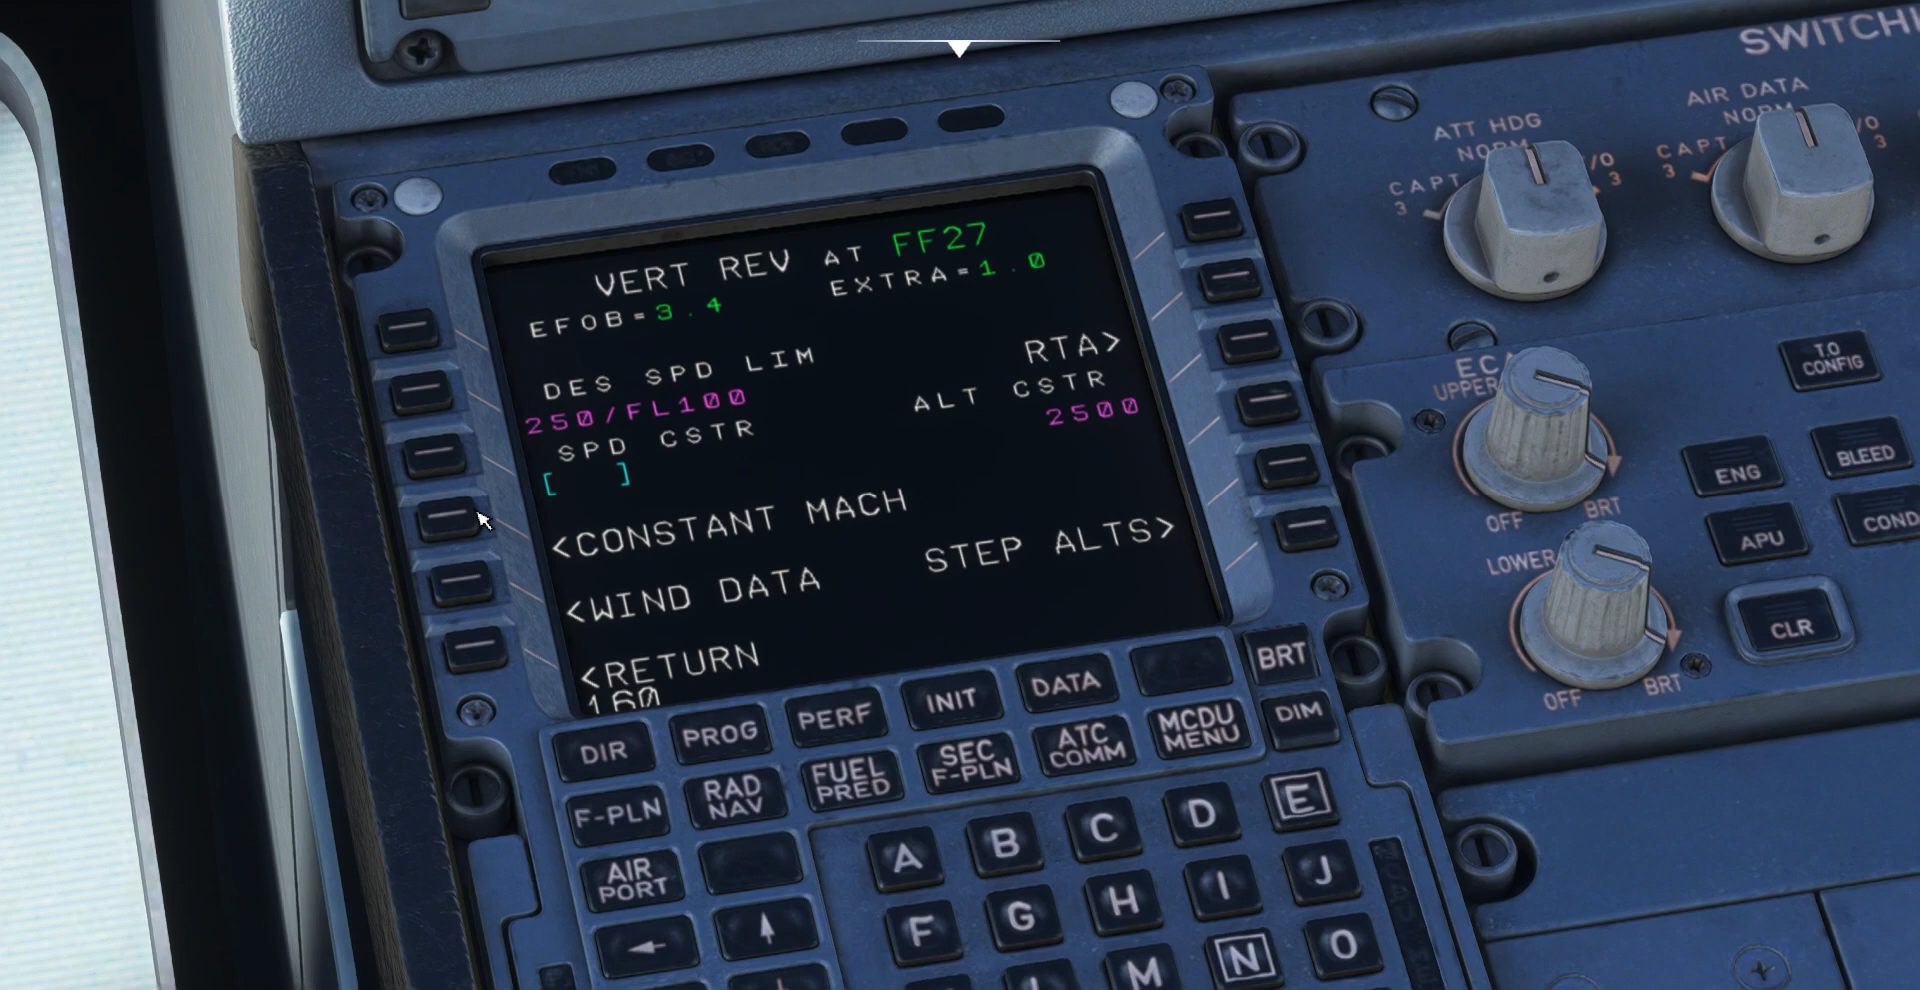 VERT REV AT FF27
EFOB=3.4 EXTRA=1.0
RTA>
DES SPD LIM
250/FL100 ALT CSTR
SPD CSTR 2500
[ ]
<CONSTANT MACH
STEP ALTS>
<WIND DATA
<RETURN
160
DIR PROG PERF INIT DATA BRT
F-PLN RAD NAV FUEL PRED SEC F-PLN ATC COMM MCDU MENU DIM
AIR PORT
A B C D E
F G H I J
M N O
ATT HDG
NORM
CAPT 3
/O 3
AIR DATA
NORM
CAPT 3
/O 3
UPPER
OFF BRT
LOWER
OFF BRT
T.O CONFIG
ENG BLEED
APU COND
CLR